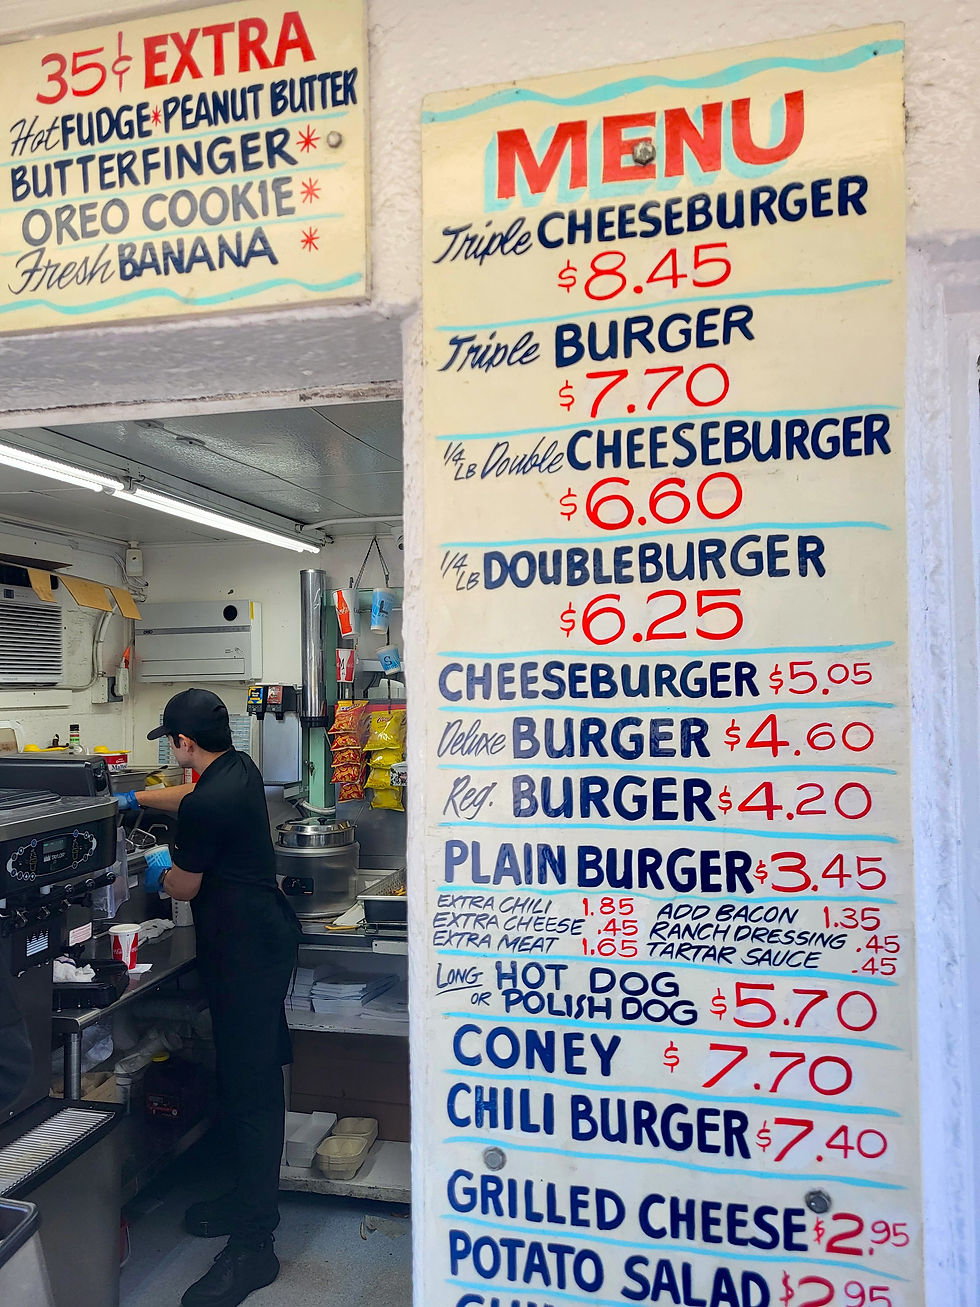 35¢ EXTRA
Hot FUDGE * PEANUT BUTTER
BUTTERFINGER *
OREO COOKIE *
Fresh BANANA *
MENU
Triple CHEESEBURGER
$8.45
Triple BURGER
$7.70
1/4 LB Double CHEESEBURGER
$6.60
1/4 LB DOUBLEBURGER
$6.25
CHEESEBURGER $5.05
Deluxe BURGER $4.60
Reg. BURGER $4.20
PLAIN BURGER $3.45
EXTRA CHILI 1.85 ADD BACON 1.35
EXTRA CHEESE .45 RANCH DRESSING .45
EXTRA MEAT 1.65 TARTAR SAUCE .45
LONG HOT DOG
OR POLISH DOG $5.70
CONEY $7.70
CHILI BURGER $7.40
GRILLED CHEESE $2.95
POTATO SALAD $2.95